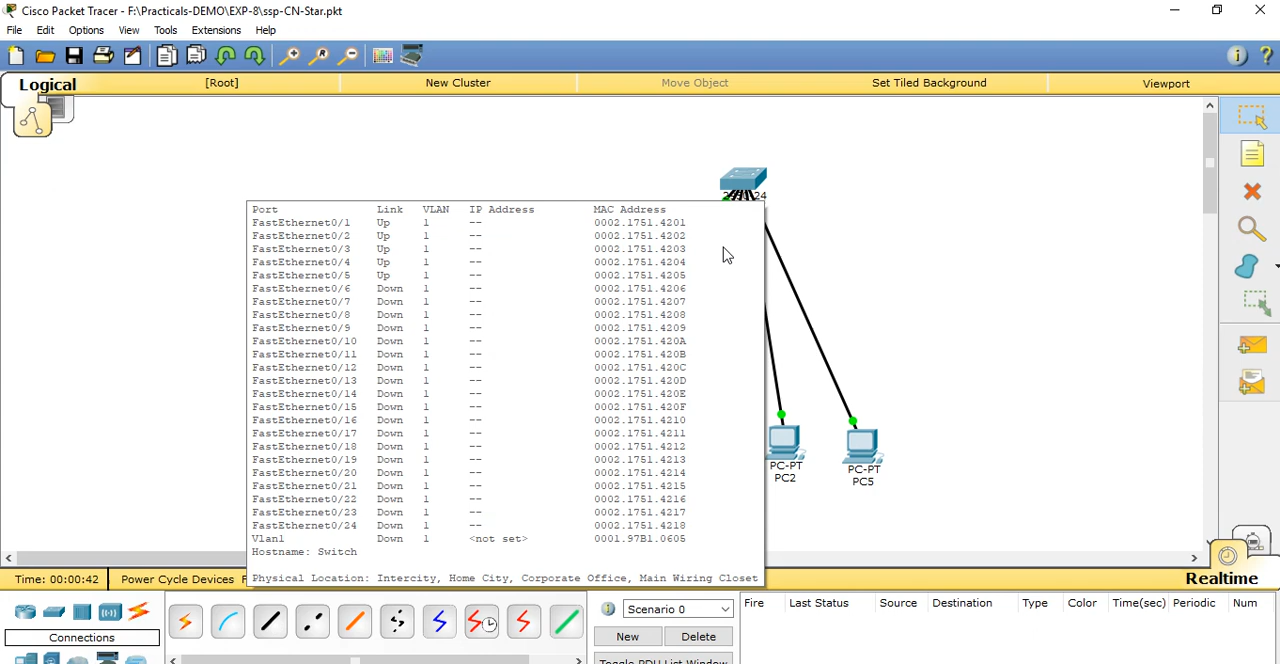 Cisco Packet Tracer - F:\Practicals-DEMO\EXP-8\ssp-CN-Star.pkt
File Edit Options View Tools Extensions Help
Logical [Root] New Cluster Move Object Set Tiled Background Viewport
Port Link VLAN IP Address MAC Address
FastEthernet0/1 Up 1 -- 0002.1751.4201
FastEthernet0/2 Up 1 -- 0002.1751.4202
FastEthernet0/3 Up 1 -- 0002.1751.4203
FastEthernet0/4 Up 1 -- 0002.1751.4204
FastEthernet0/5 Up 1 -- 0002.1751.4205
FastEthernet0/6 Down 1 -- 0002.1751.4206
FastEthernet0/7 Down 1 -- 0002.1751.4207
FastEthernet0/8 Down 1 -- 0002.1751.4208
FastEthernet0/9 Down 1 -- 0002.1751.4209
FastEthernet0/10 Down 1 -- 0002.1751.420A
FastEthernet0/11 Down 1 -- 0002.1751.420B
FastEthernet0/12 Down 1 -- 0002.1751.420C
FastEthernet0/13 Down 1 -- 0002.1751.420D
FastEthernet0/14 Down 1 -- 0002.1751.420E
FastEthernet0/15 Down 1 -- 0002.1751.420F
FastEthernet0/16 Down 1 -- 0002.1751.4210
FastEthernet0/17 Down 1 -- 0002.1751.4211
FastEthernet0/18 Down 1 -- 0002.1751.4212
FastEthernet0/19 Down 1 -- 0002.1751.4213
FastEthernet0/20 Down 1 -- 0002.1751.4214
FastEthernet0/21 Down 1 -- 0002.1751.4215
FastEthernet0/22 Down 1 -- 0002.1751.4216
FastEthernet0/23 Down 1 -- 0002.1751.4217
FastEthernet0/24 Down 1 -- 0002.1751.4218
Vlan1 Down 1 <not set> 0001.97B1.0605
Hostname: Switch
Physical Location: Intercity, Home City, Corporate Office, Main Wiring Closet
PC-PT
PC2
PC-PT
PC5
Time: 00:00:42 Power Cycle Devices
Realtime
Connections
Scenario 0
New Delete
Toggle PDU List Window
Fire Last Status Source Destination Type Color Time(sec) Periodic Num